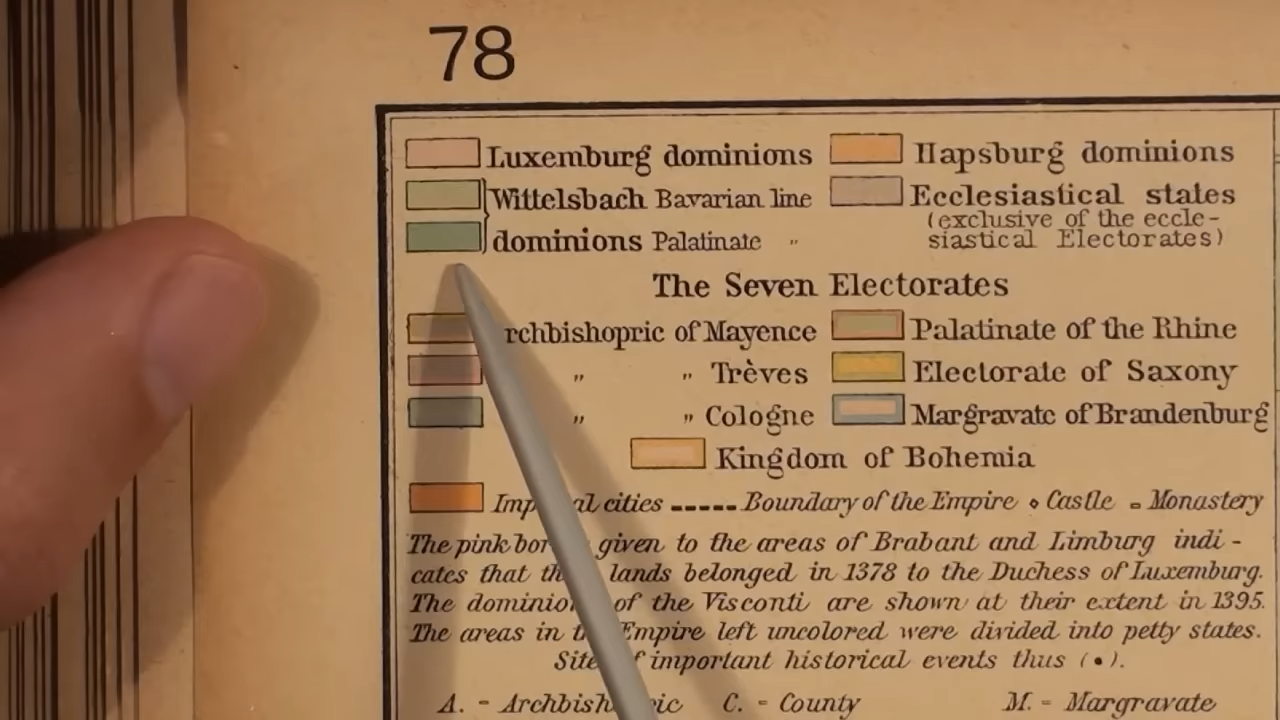 78
Luxemburg dominions Hapsburg dominions
Wittelsbach Bavarian line Ecclesiastical states
(exclusive of the eccle-
dominions Palatinate " siastical Electorates)
The Seven Electorates
rchbishopric of Mayence Palatinate of the Rhine
" " Trèves Electorate of Saxony
" " Cologne Margravate of Brandenburg
Kingdom of Bohemia
Imp al cities Boundary of the Empire Castle Monastery
The pink bor given to the areas of Brabant and Limburg indi-
cates that th lands belonged in 1378 to the Duchess of Luxemburg.
The dominio of the Visconti are shown at their extent in 1395.
The areas in t Empire left uncolored were divided into petty states.
Site f important historical events thus (•).
A. - Archbish ric C. - County M. - Margravate